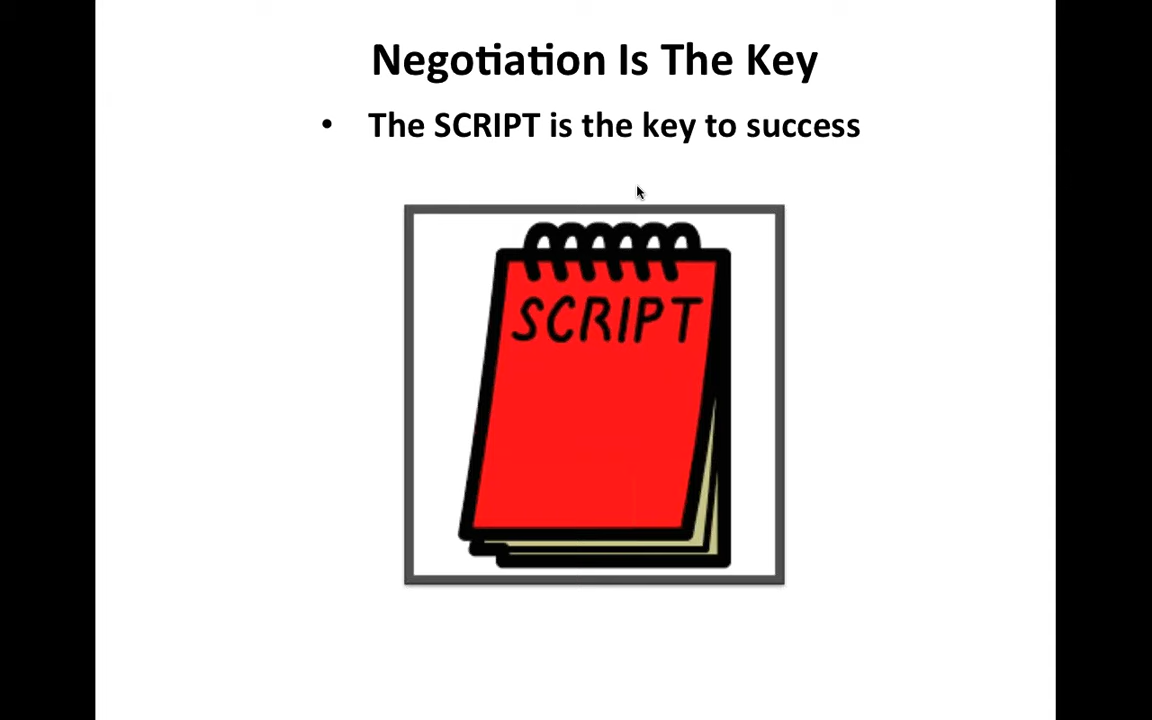 Negotiation Is The Key
• The SCRIPT is the key to success
SCRIPT